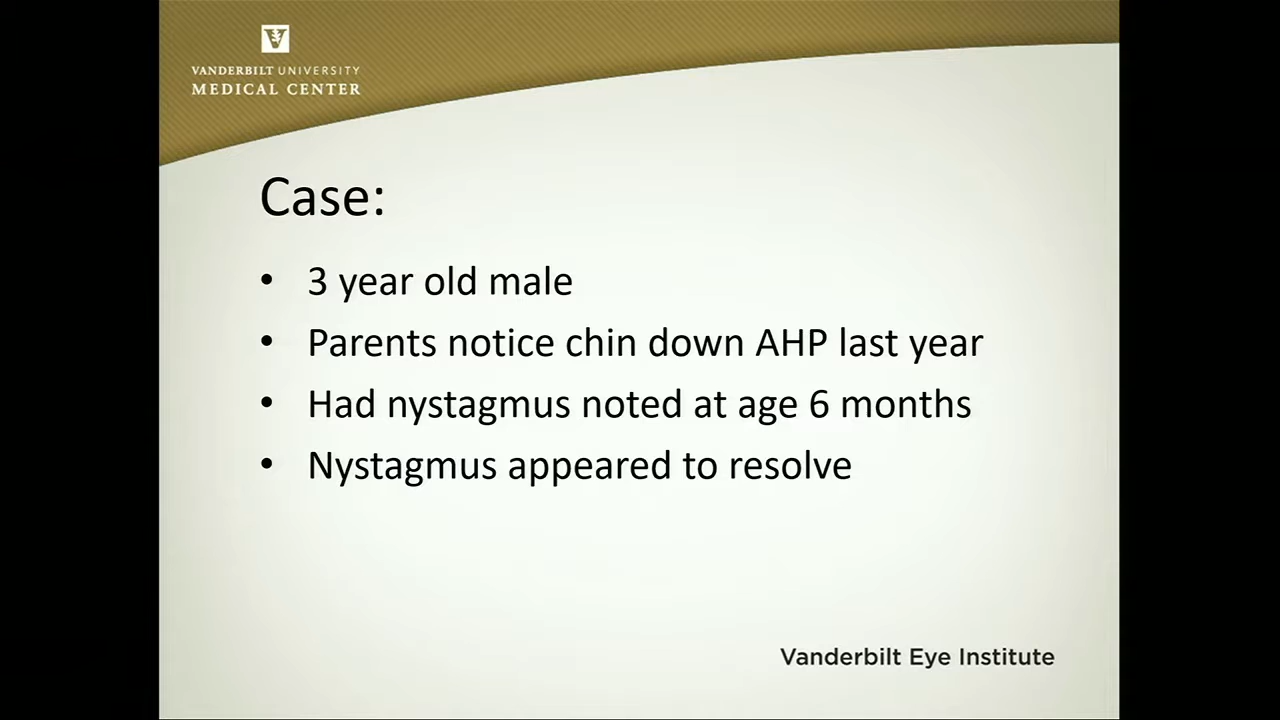 VANDERBILT UNIVERSITY
MEDICAL CENTER
Case:
• 3 year old male
• Parents notice chin down AHP last year
• Had nystagmus noted at age 6 months
• Nystagmus appeared to resolve
Vanderbilt Eye Institute